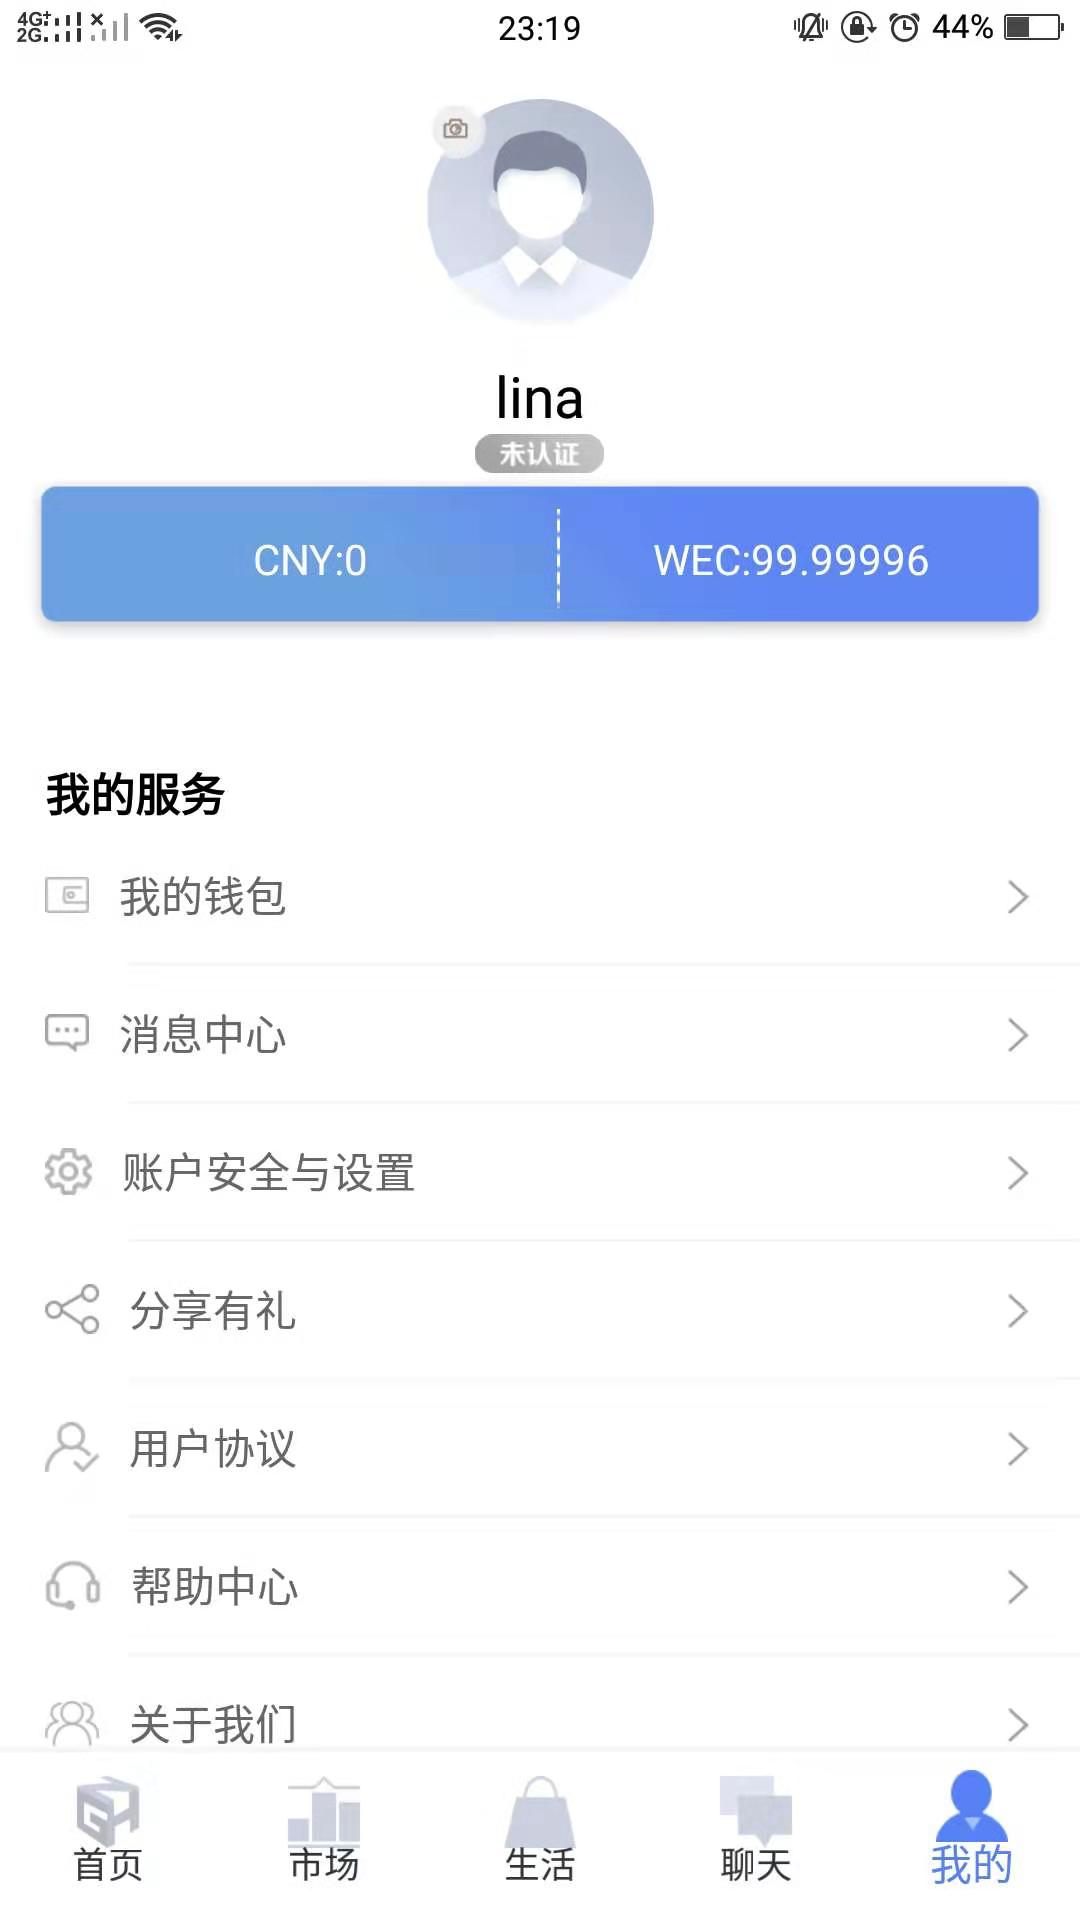 4G+
2G
23:19
44%
lina
未认证
CNY:0
WEC:99.99996
我的服务
我的钱包
消息中心
账户安全与设置
分享有礼
用户协议
帮助中心
关于我们
首页
市场
生活
聊天
我的